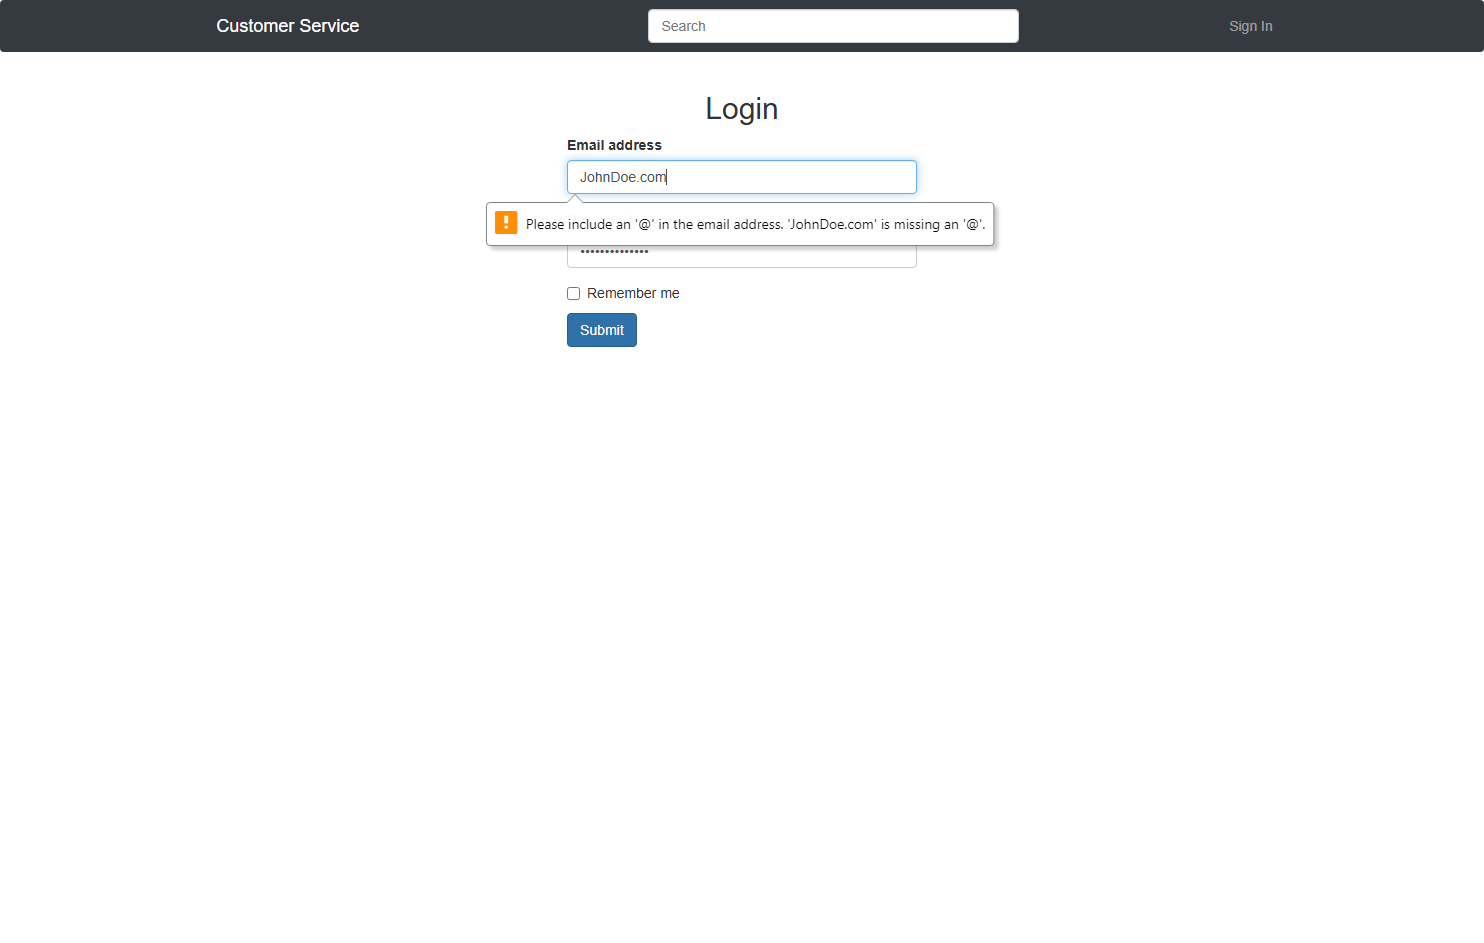 Customer Service
Search
Sign In
Login
Email address
JohnDoe.com
Please include an '@' in the email address. 'JohnDoe.com' is missing an '@'.
••••••••••••••
Remember me
Submit